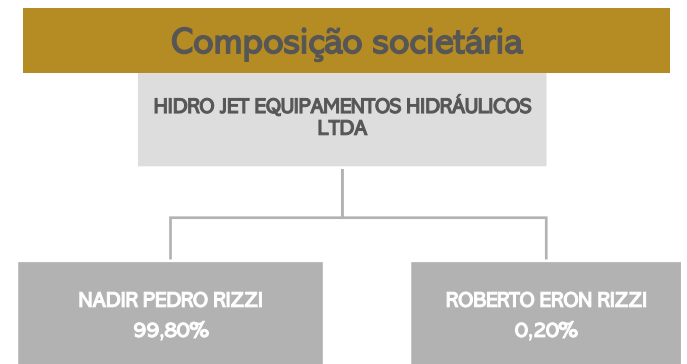 Composição societária
HIDRO JET EQUIPAMENTOS HIDRÁULICOS
LTDA
NADIR PEDRO RIZZI
99,80%
ROBERTO ERON RIZZI
0,20%